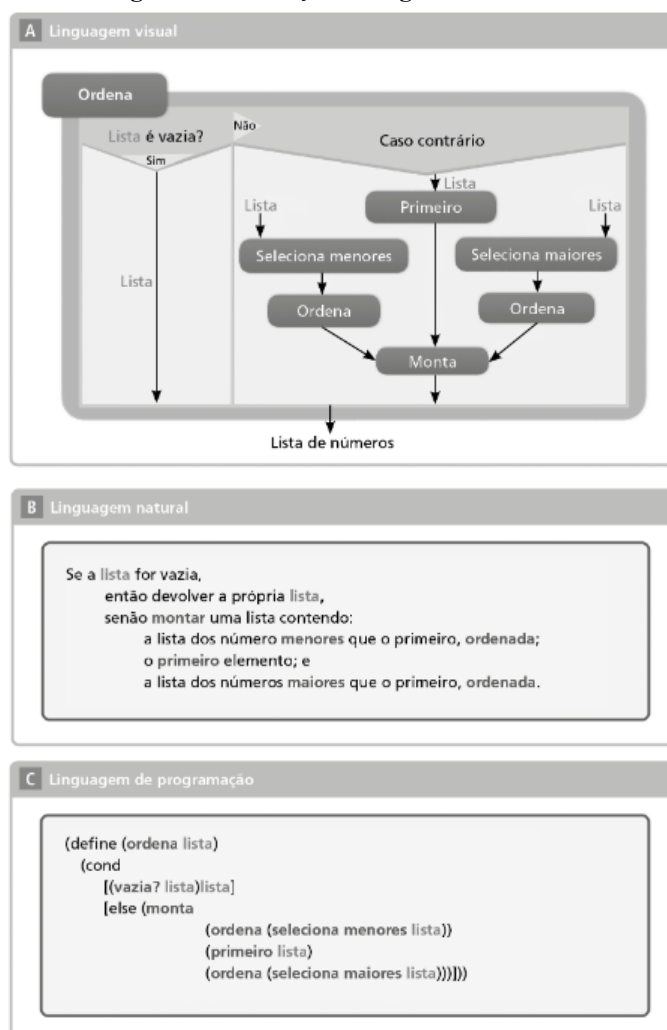 A Linguagem visual
Ordena
Lista é vazia?
Não
Caso contrário
Sim
Lista
Lista
Primeiro
Lista
Seleciona menores
Seleciona maiores
Lista
Ordena
Ordena
Monta
Lista de números
B Linguagem natural
Se a lista for vazia,
então devolver a própria lista,
senão montar uma lista contendo:
a lista dos número menores que o primeiro, ordenada;
o primeiro elemento; e
a lista dos números maiores que o primeiro, ordenada.
C Linguagem de programação
(define (ordena lista)
(cond
[(vazia? lista)lista]
[else (monta
(ordena (seleciona menores lista))
(primeiro lista)
(ordena (seleciona maiores lista)))]))